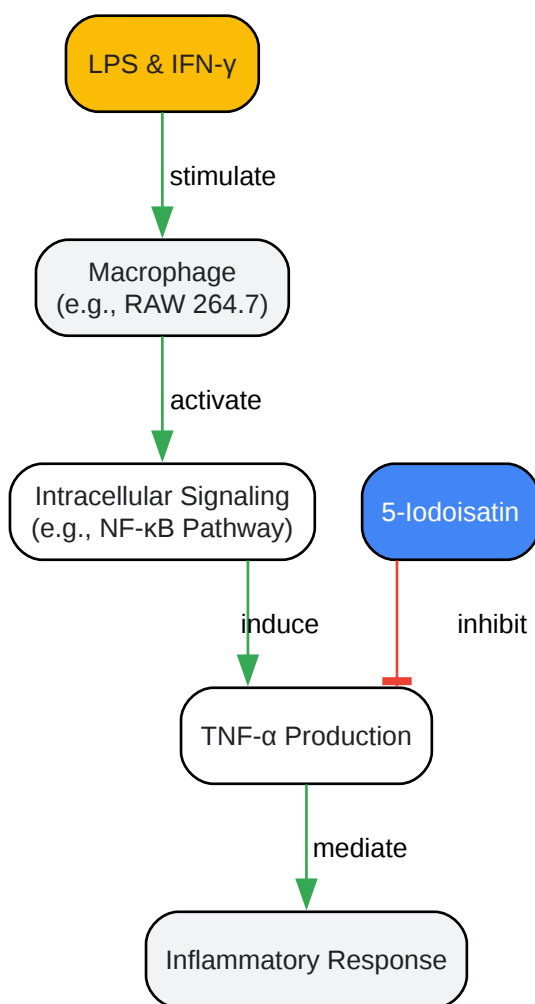 LPS & IFN-γ
stimulate
Macrophage
(e.g., RAW 264.7)
activate
Intracellular Signaling
(e.g., NF-κB Pathway)
5-Iodoisatin
induce
inhibit
TNF-α Production
mediate
Inflammatory Response